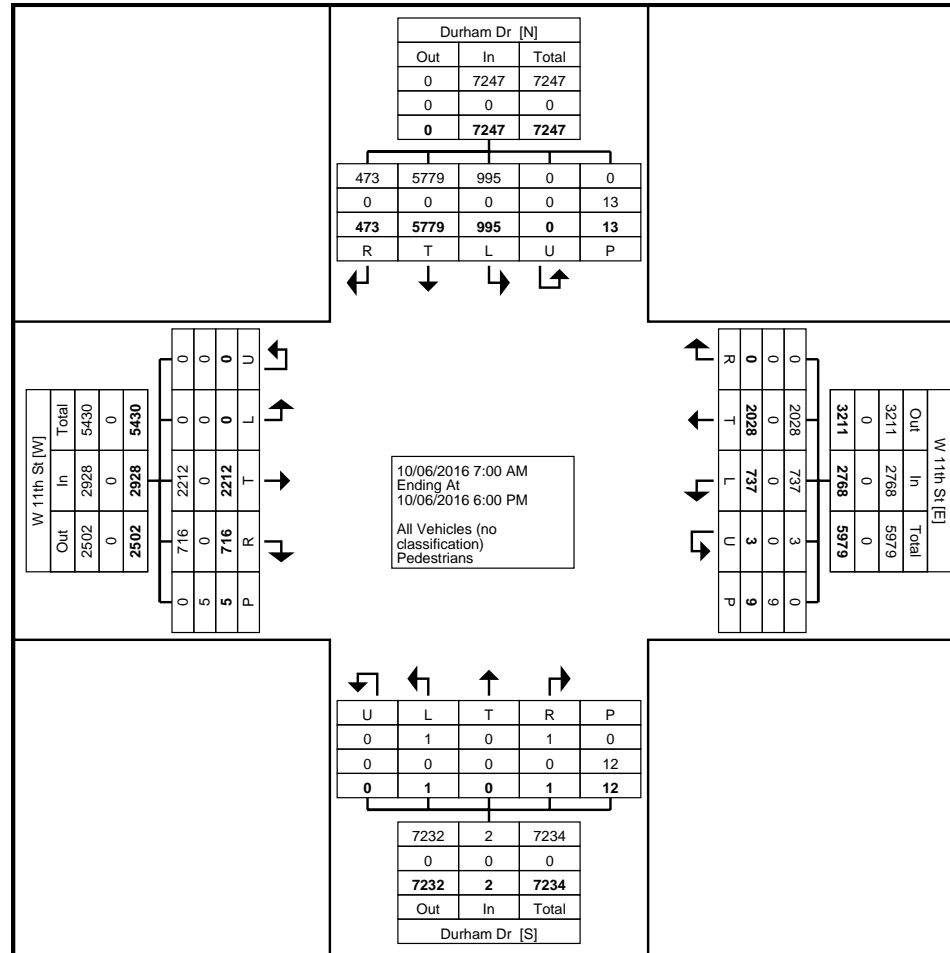 Durham Dr [N]
Out In Total
0 7247 7247
0 0 0
0 7247 7247
473 5779 995 0 0
0 0 0 0 13
473 5779 995 0 13
R T L U P
W 11th St [W]
Total In Out
5430 2928 2502
0 0 0
5430 2928 2502
0 0 2212 716 0
0 0 0 0 5
0 0 2212 716 5
U L T R P
10/06/2016 7:00 AM
Ending At
10/06/2016 6:00 PM
All Vehicles (no
classification)
Pedestrians
W 11th St [E]
Out In Total
3211 2768 5979
0 0 0
3211 2768 5979
0 2028 737 3 0
0 0 0 0 9
0 2028 737 3 9
R T L U P
U L T R P
0 1 0 1 0
0 0 0 0 12
0 1 0 1 12
7232 2 7234
0 0 0
7232 2 7234
Out In Total
Durham Dr [S]